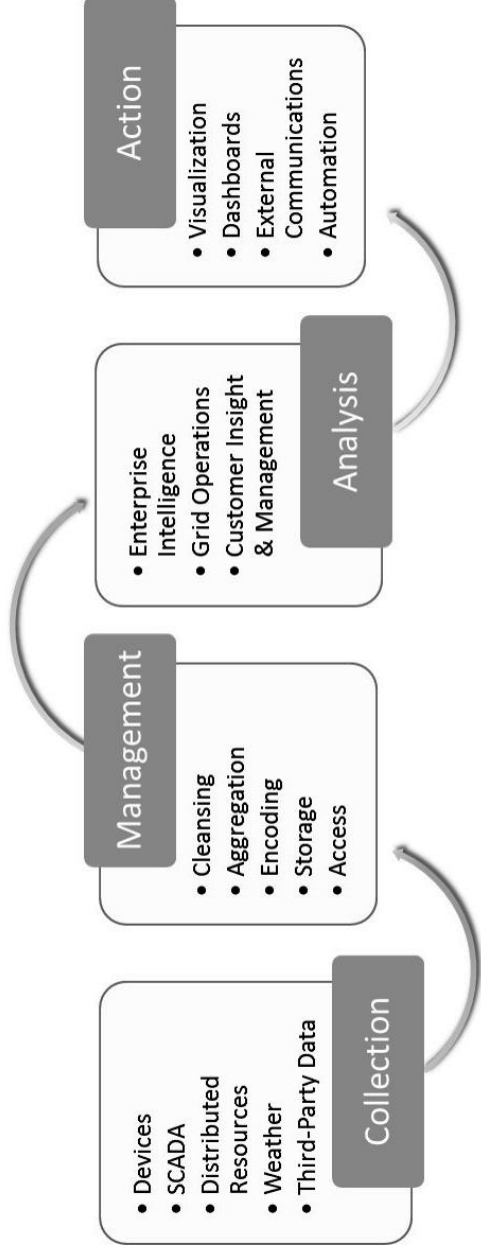 • Devices
• SCADA
• Distributed
Resources
• Weather
• Third-Party Data
Collection
Management
• Cleansing
• Aggregation
• Encoding
• Storage
• Access
• Enterprise
Intelligence
• Grid Operations
• Customer Insight
& Management
Analysis
Action
• Visualization
• Dashboards
• External
Communications
• Automation